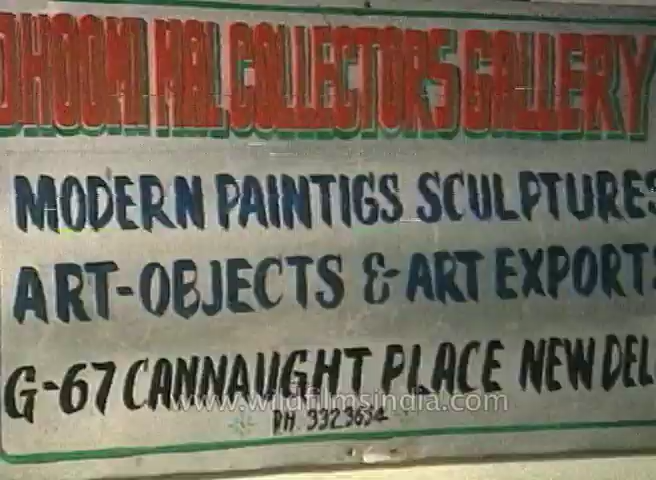 DHOOMI MAL COLLECTORS GALLERY
MODERN PAINTIGS SCULPTURES
ART-OBJECTS & ART EXPORTS
G-67 CANNAUGHT PLACE NEW DEL
www.wildfilmsindia.com
PH. 3323654